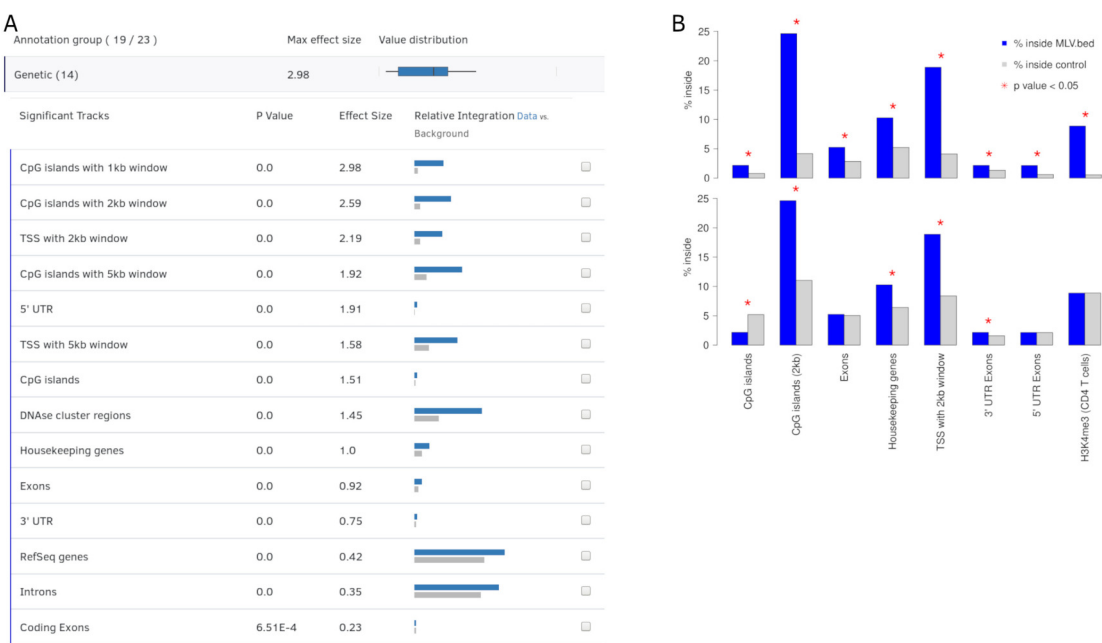 A
Annotation group ( 19 / 23 ) Max effect size Value distribution
Genetic (14) 2.98
Significant Tracks P Value Effect Size Relative Integration Data vs.
Background
CpG islands with 1kb window 0.0 2.98
CpG islands with 2kb window 0.0 2.59
TSS with 2kb window 0.0 2.19
CpG islands with 5kb window 0.0 1.92
5' UTR 0.0 1.91
TSS with 5kb window 0.0 1.58
CpG islands 0.0 1.51
DNAse cluster regions 0.0 1.45
Housekeeping genes 0.0 1.0
Exons 0.0 0.92
3' UTR 0.0 0.75
RefSeq genes 0.0 0.42
Introns 0.0 0.35
Coding Exons 6.51E-4 0.23
B
% inside MLV.bed
% inside control
* p value < 0.05
% inside
25
20
15
10
5
0
* * * * * * * *
% inside
25
20
15
10
5
0
* * * * *
CpG islands
CpG islands (2kb)
Exons
Housekeeping genes
TSS with 2kb window
3' UTR Exons
5' UTR Exons
H3K4me3 (CD4 T cells)